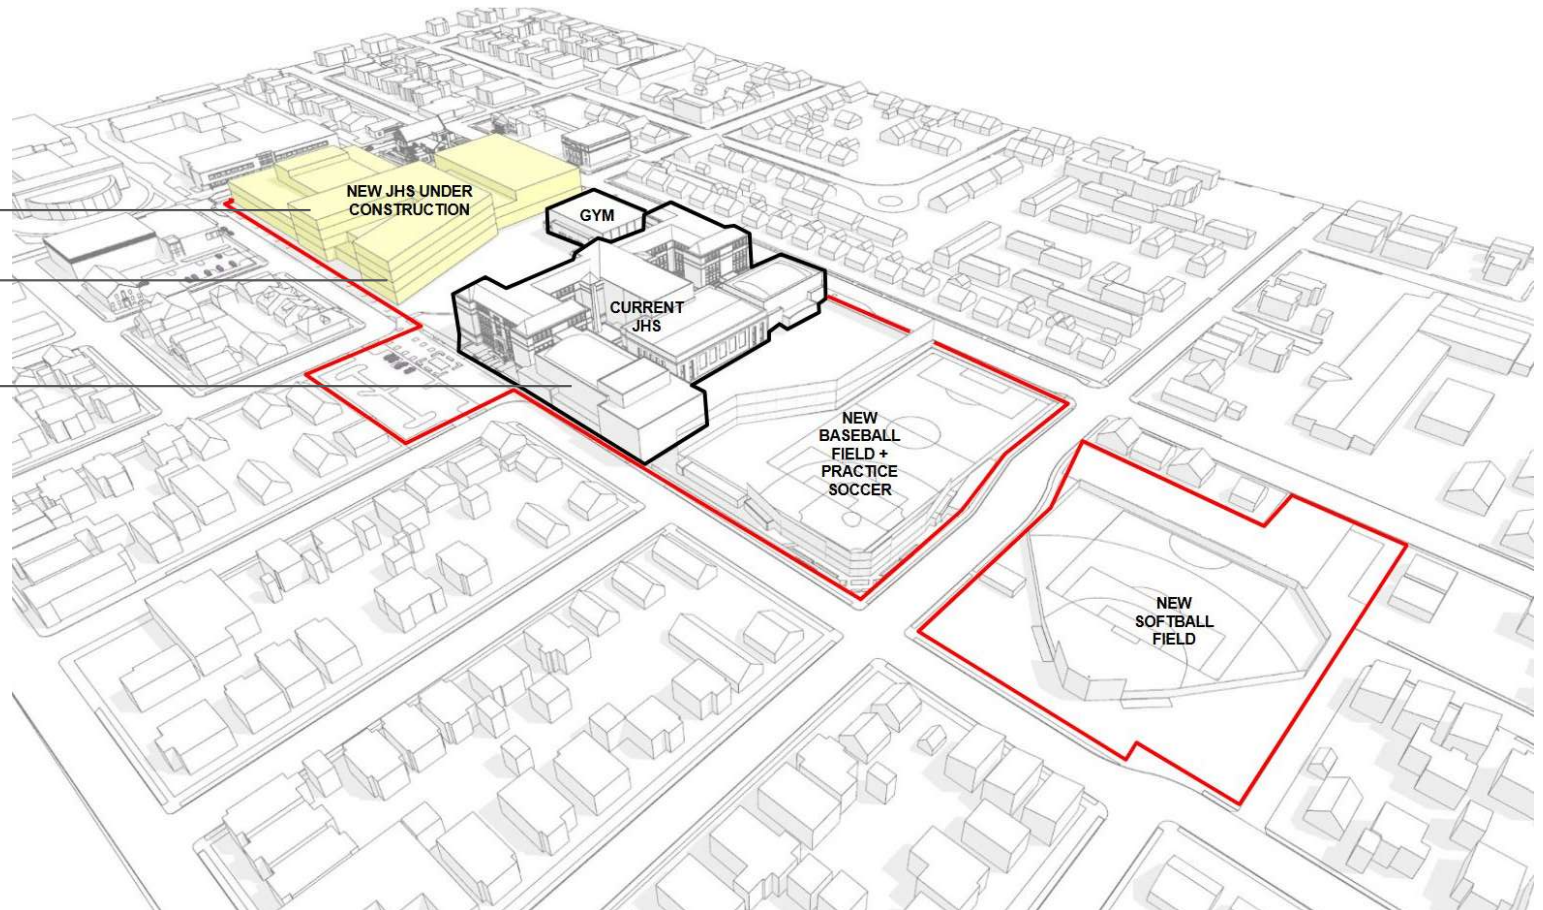 NEW JHS UNDER
CONSTRUCTION
GYM
CURRENT
JHS
NEW
BASEBALL
FIELD +
PRACTICE
SOCCER
NEW
SOFTBALL
FIELD